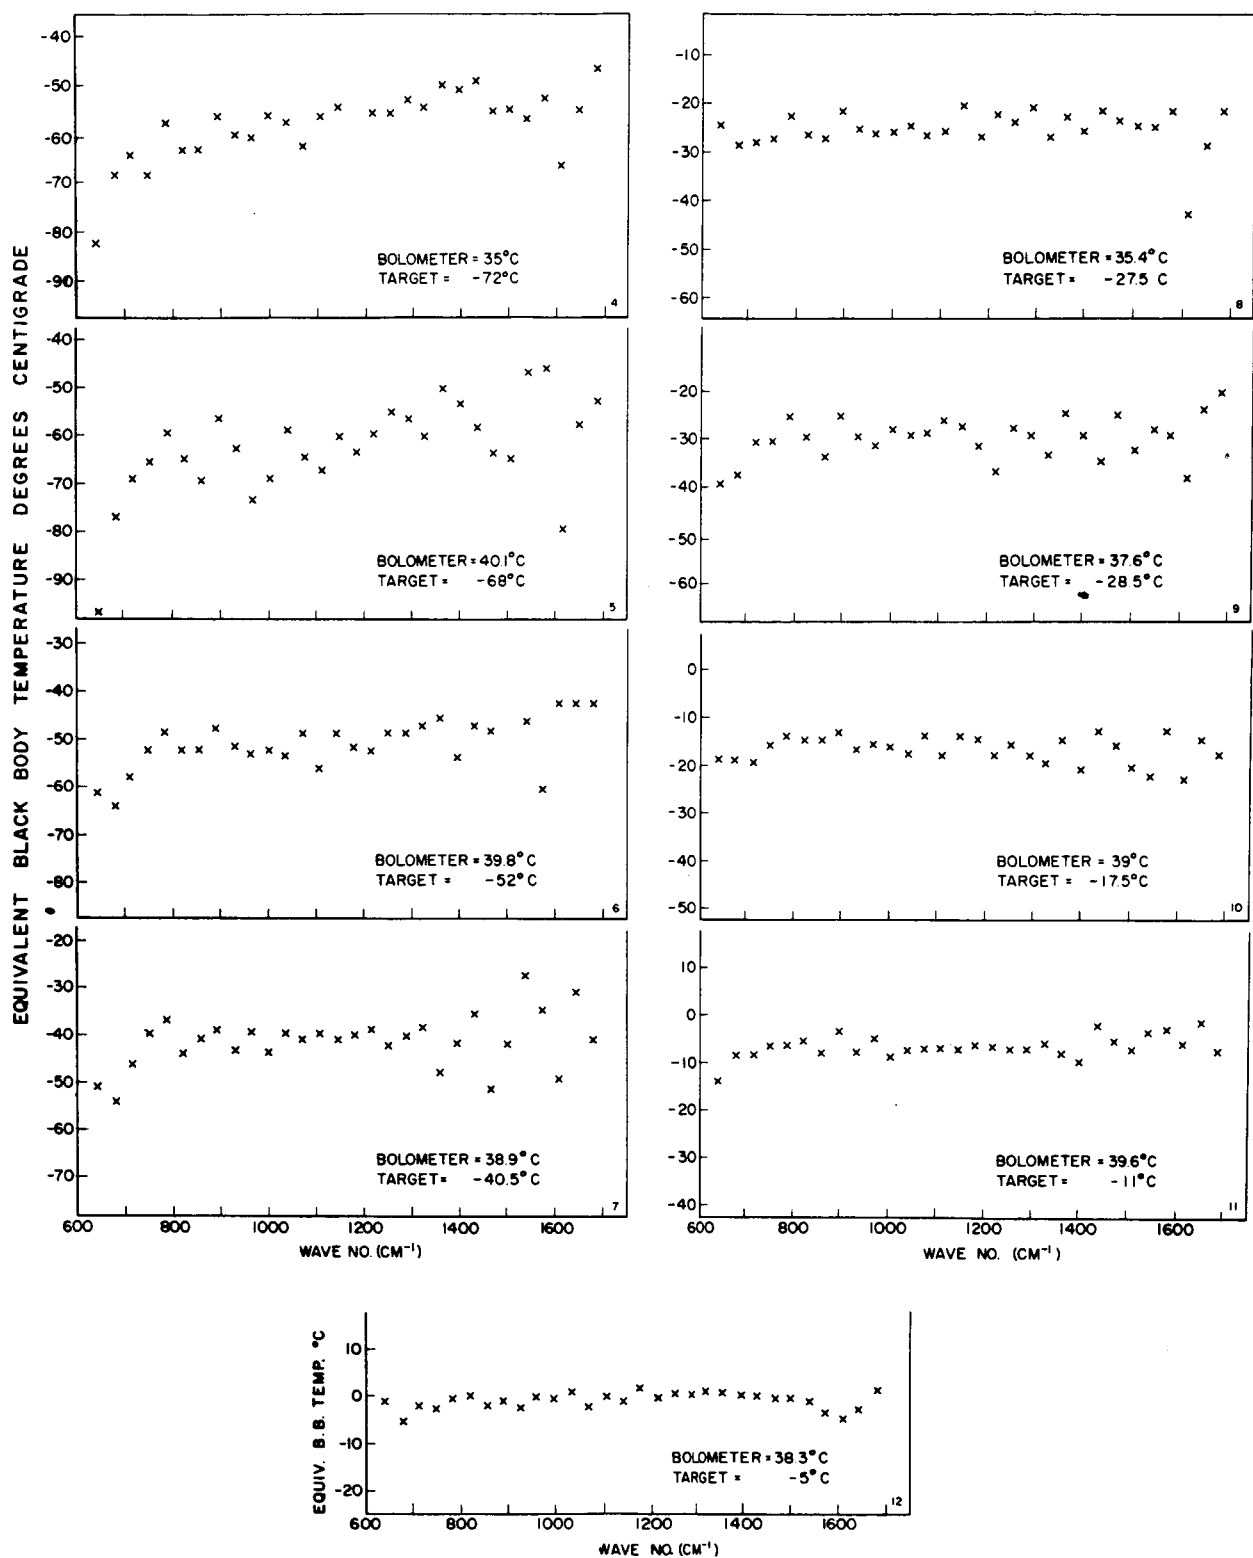 EQUIVALENT BLACK BODY TEMPERATURE DEGREES CENTIGRADE
-40
-50
-60
-70
-80
-90
BOLOMETER = 35°C
TARGET = -72°C
4
-40
-50
-60
-70
-80
-90
BOLOMETER = 40.1°C
TARGET = -68°C
5
-30
-40
-50
-60
-70
-80
BOLOMETER = 39.8°C
TARGET = -52°C
6
-20
-30
-40
-50
-60
-70
BOLOMETER = 38.9°C
TARGET = -40.5°C
7
600 800 1000 1200 1400 1600
WAVE NO. (CM⁻¹)
-10
-20
-30
-40
-50
-60
BOLOMETER = 35.4°C
TARGET = -27.5 C
8
-20
-30
-40
-50
-60
BOLOMETER = 37.6°C
TARGET = -28.5°C
9
0
-10
-20
-30
-40
-50
BOLOMETER = 39°C
TARGET = -17.5°C
10
10
0
-10
-20
-30
-40
BOLOMETER = 39.6°C
TARGET = -11°C
11
600 800 1000 1200 1400 1600
WAVE NO. (CM⁻¹)
EQUIV. B.B. TEMP. °C
10
0
-10
-20
BOLOMETER = 38.3°C
TARGET = -5°C
12
600 800 1000 1200 1400 1600
WAVE NO. (CM⁻¹)